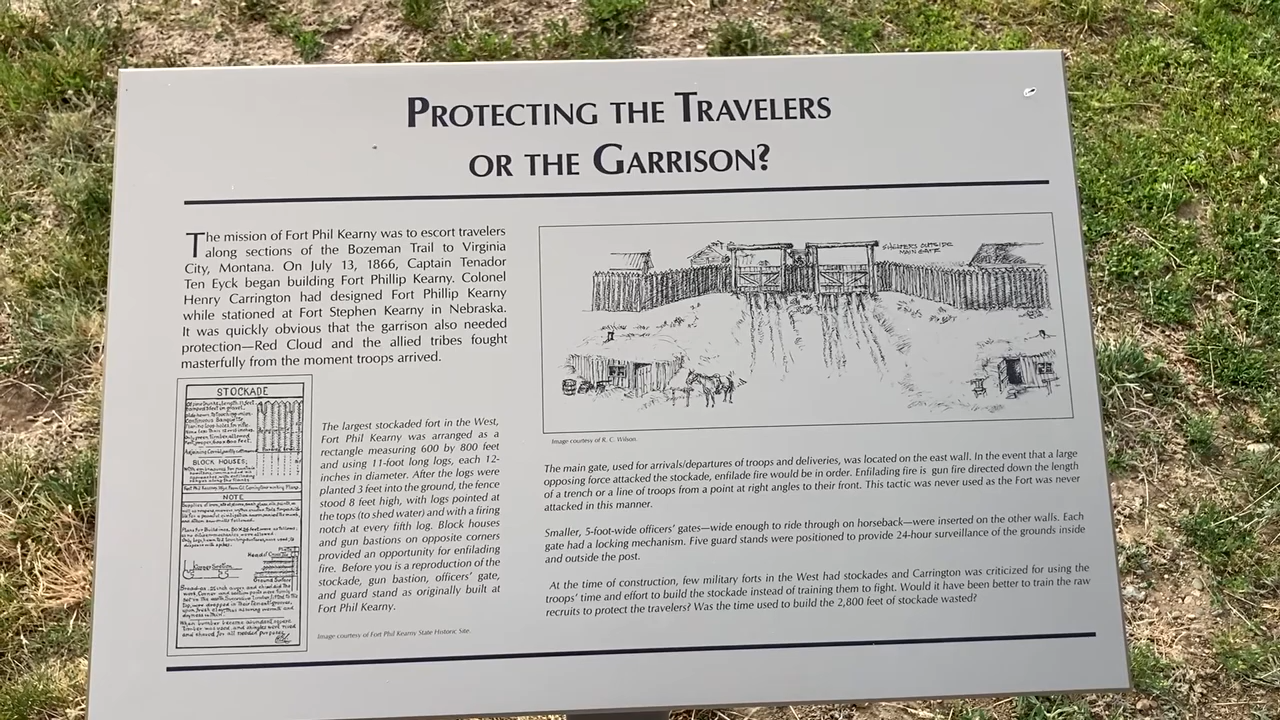 PROTECTING THE TRAVELERS
OR THE GARRISON?
The mission of Fort Phil Kearny was to escort travelers
along sections of the Bozeman Trail to Virginia
City, Montana. On July 13, 1866, Captain Tenador
Ten Eyck began building Fort Phillip Kearny. Colonel
Henry Carrington had designed Fort Phillip Kearny
while stationed at Fort Stephen Kearny in Nebraska.
It was quickly obvious that the garrison also needed
protection—Red Cloud and the allied tribes fought
masterfully from the moment troops arrived.
STOCKADE
BLOCK HOUSES:
NOTE
Ground Surface
The largest stockaded fort in the West,
Fort Phil Kearny was arranged as a
rectangle measuring 600 by 800 feet
and using 11-foot long logs, each 12-
inches in diameter. After the logs were
planted 3 feet into the ground, the fence
stood 8 feet high, with logs pointed at
the tops (to shed water) and with a firing
notch at every fifth log. Block houses
and gun bastions on opposite corners
provided an opportunity for enfilading
fire. Before you is a reproduction of the
stockade, gun bastion, officers' gate,
and guard stand as originally built at
Fort Phil Kearny.
Image courtesy of Fort Phil Kearny State Historic Site.
SHELTERS OUTSIDE
MAIN GATE
Image courtesy of R. C. Wilson.
The main gate, used for arrivals/departures of troops and deliveries, was located on the east wall. In the event that a large
opposing force attacked the stockade, enfilade fire would be in order. Enfilading fire is gunfire directed down the length
of a trench or a line of troops from a point at right angles to their front. This tactic was never used as the Fort was never
attacked in this manner.
Smaller, 5-foot-wide officers' gates—wide enough to ride through on horseback—were inserted on the other walls. Each
gate had a locking mechanism. Five guard stands were positioned to provide 24-hour surveillance of the grounds inside
and outside the post.
At the time of construction, few military forts in the West had stockades and Carrington was criticized for using the
troops' time and effort to build the stockade instead of training them to fight. Would it have been better to train the raw
recruits to protect the travelers? Was the time used to build the 2,800 feet of stockade wasted?